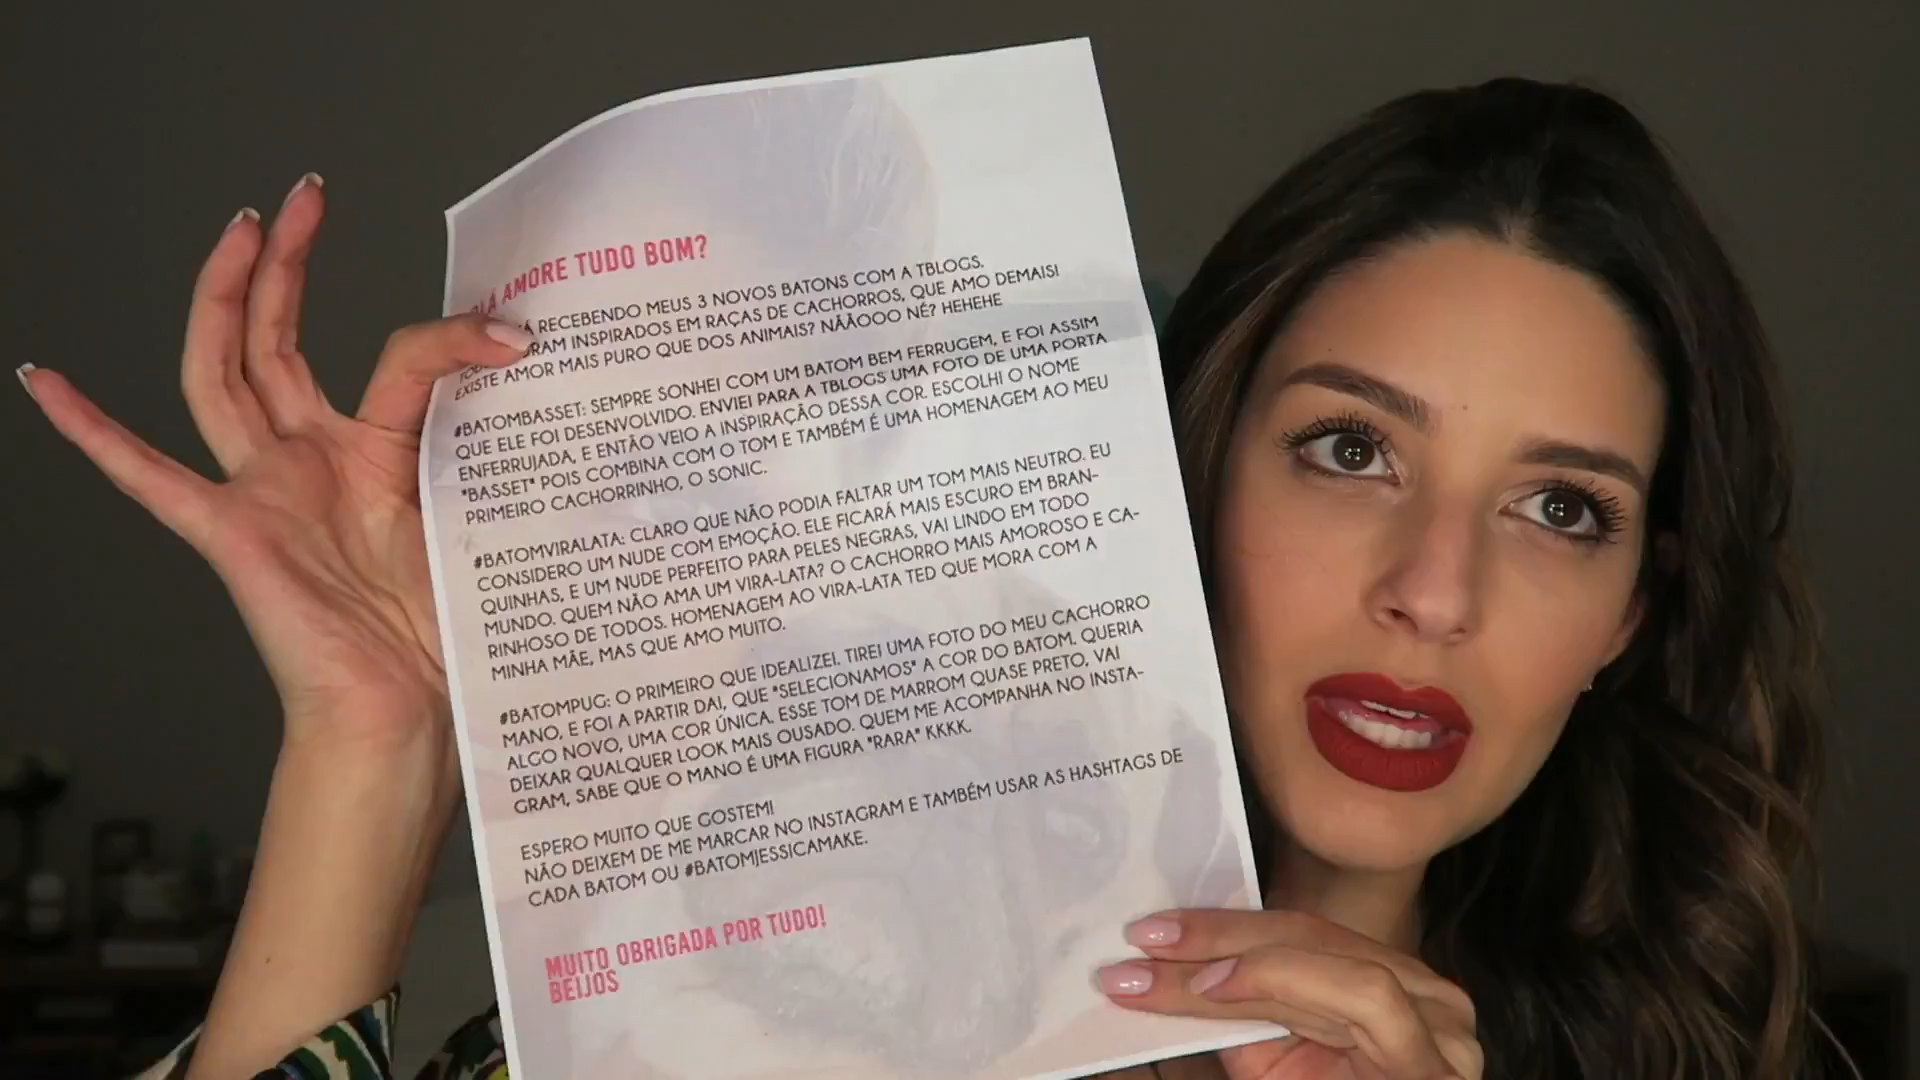 OLÁ AMORE TUDO BOM?
RECEBENDO MEUS 3 NOVOS BATONS COM A TBLOGS.
INSPIRADOS EM RAÇAS DE CACHORROS, QUE AMO DEMAIS!
EXISTE AMOR MAIS PURO QUE DOS ANIMAIS? NÃÃOOO NÉ? HEHEHE
#BATOMBASSET: SEMPRE SONHEI COM UM BATOM BEM FERRUGEM, E FOI ASSIM
QUE ELE FOI DESENVOLVIDO. ENVIEI PARA A TBLOGS UMA FOTO DE UMA PORTA
ENFERRUJADA, E ENTÃO VEIO A INSPIRAÇÃO DESSA COR. ESCOLHI O NOME
"BASSET" POIS COMBINA COM O TOM E TAMBÉM É UMA HOMENAGEM AO MEU
PRIMEIRO CACHORRINHO, O SONIC.
#BATOMVIRALATA: CLARO QUE NÃO PODIA FALTAR UM TOM MAIS NEUTRO. EU
CONSIDERO UM NUDE COM EMOÇÃO. ELE FICARÁ MAIS ESCURO EM BRAN-
QUINHAS, E UM NUDE PERFEITO PARA PELES NEGRAS, VAI LINDO EM TODO
MUNDO. QUEM NÃO AMA UM VIRA-LATA? O CACHORRO MAIS AMOROSO E CA-
RINHOSO DE TODOS. HOMENAGEM AO VIRA-LATA TED QUE MORA COM A
MINHA MÃE, MAS QUE AMO MUITO.
#BATOMPUG: O PRIMEIRO QUE IDEALIZEI. TIREI UMA FOTO DO MEU CACHORRO
MANO, E FOI A PARTIR DAI, QUE "SELECIONAMOS" A COR DO BATOM. QUERIA
ALGO NOVO, UMA COR ÚNICA. ESSE TOM DE MARROM QUASE PRETO, VAI
DEIXAR QUALQUER LOOK MAIS OUSADO. QUEM ME ACOMPANHA NO INSTA-
GRAM, SABE QUE O MANO É UMA FIGURA "RARA" KKKK.
ESPERO MUITO QUE GOSTEM!
NÃO DEIXEM DE ME MARCAR NO INSTAGRAM E TAMBÉM USAR AS HASHTAGS DE
CADA BATOM OU #BATOMJESSICAMAKE.
MUITO OBRIGADA POR TUDO!
BEIJOS